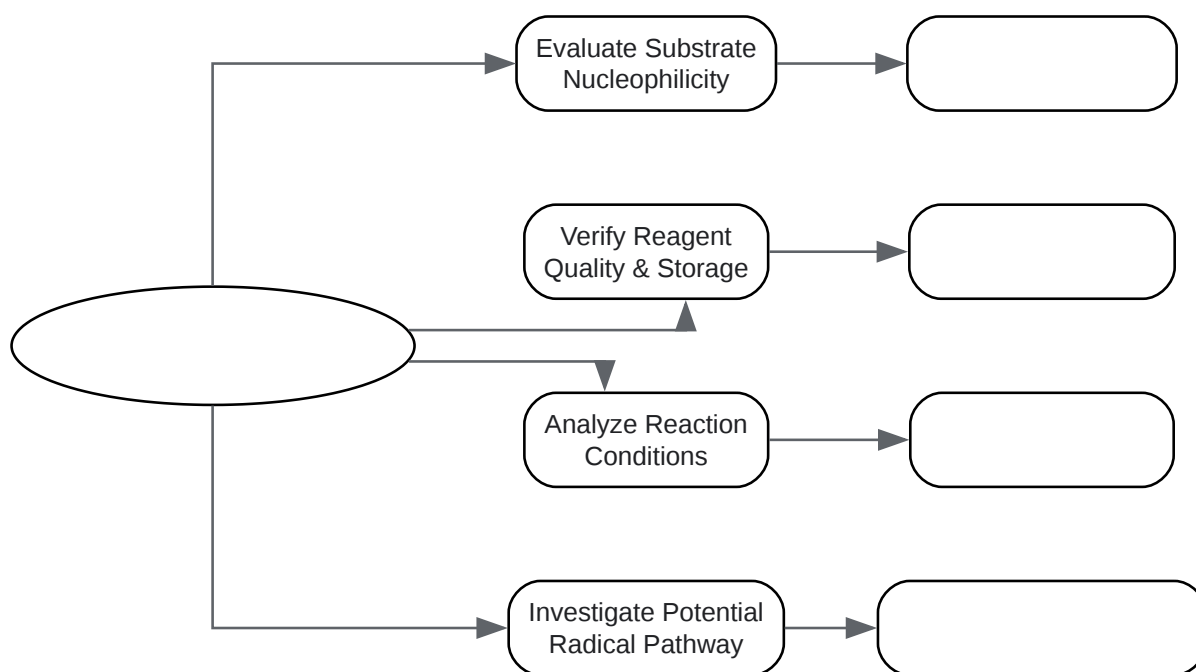 Evaluate Substrate
Nucleophilicity
Verify Reagent
Quality & Storage
Analyze Reaction
Conditions
Investigate Potential
Radical Pathway